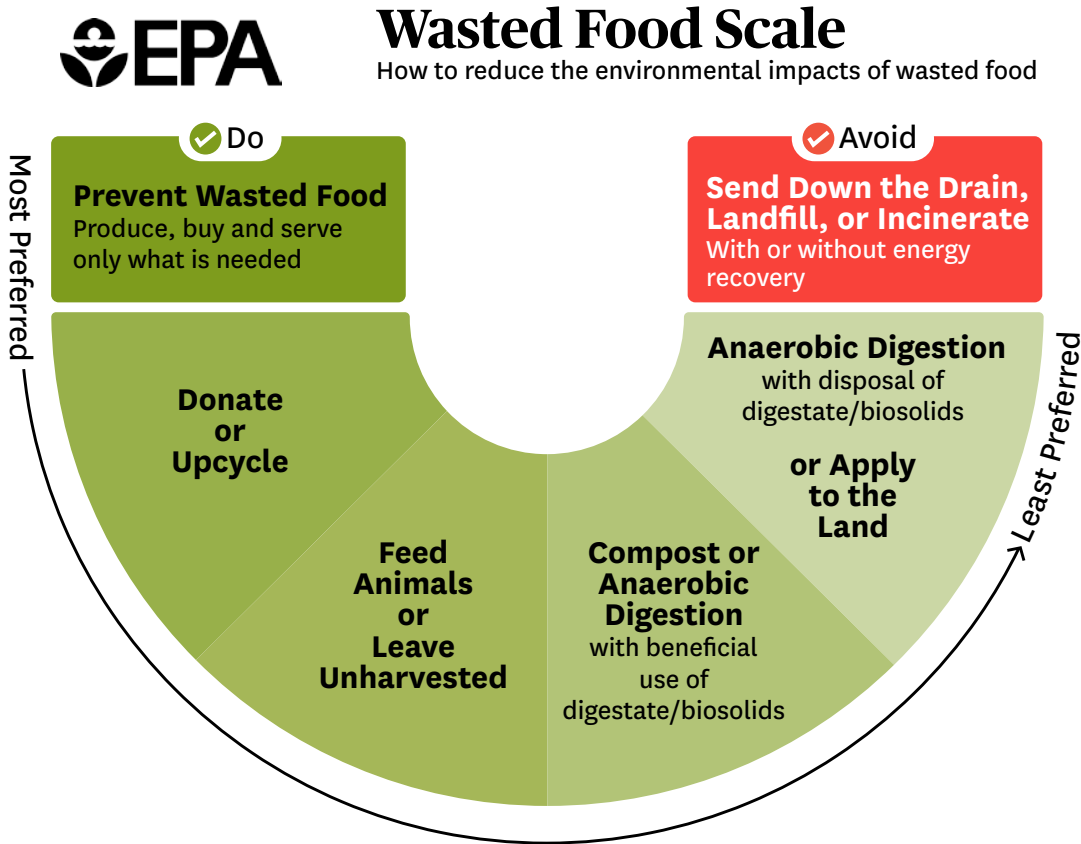 EPA
Wasted Food Scale
How to reduce the environmental impacts of wasted food
Do
Prevent Wasted Food
Produce, buy and serve
only what is needed
Avoid
Send Down the Drain,
Landfill, or Incinerate
With or without energy
recovery
Most Preferred
Donate
or
Upcycle
Feed
Animals
or
Leave
Unharvested
Compost or
Anaerobic
Digestion
with beneficial
use of
digestate/biosolids
Anaerobic Digestion
with disposal of
digestate/biosolids
or Apply
to the
Land
Least Preferred